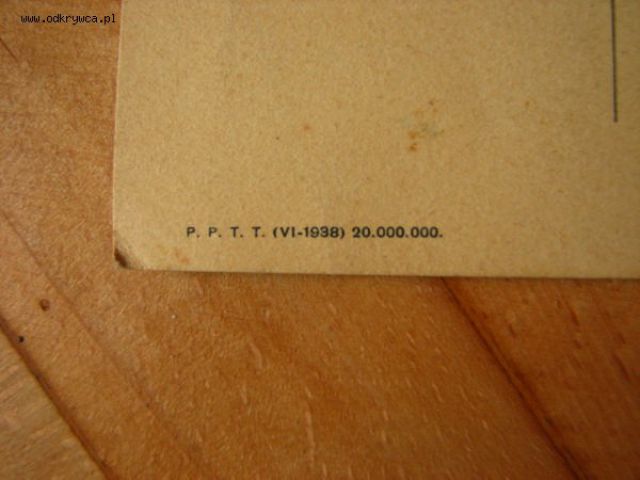 www.odkrywca.pl
P. P. T. T. (VI-1938) 20.000.000.